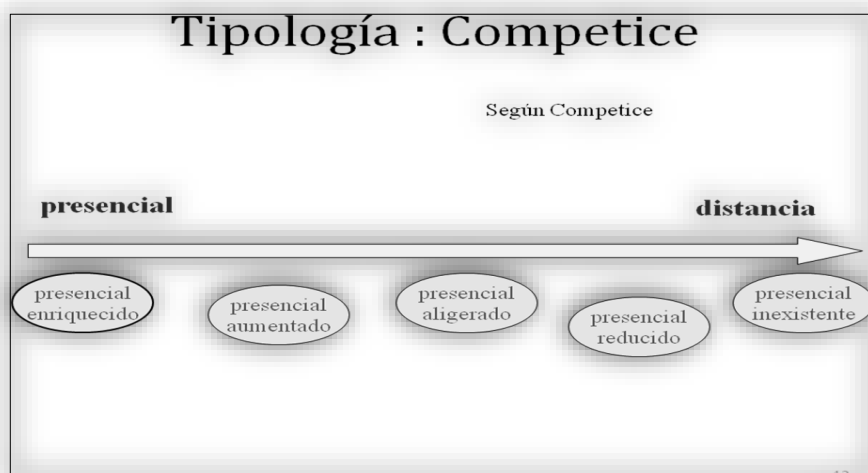 Tipología : Competice
Según Competice
presencial
distancia
presencial
enriquecido
presencial
aumentado
presencial
aligerado
presencial
reducido
presencial
inexistente